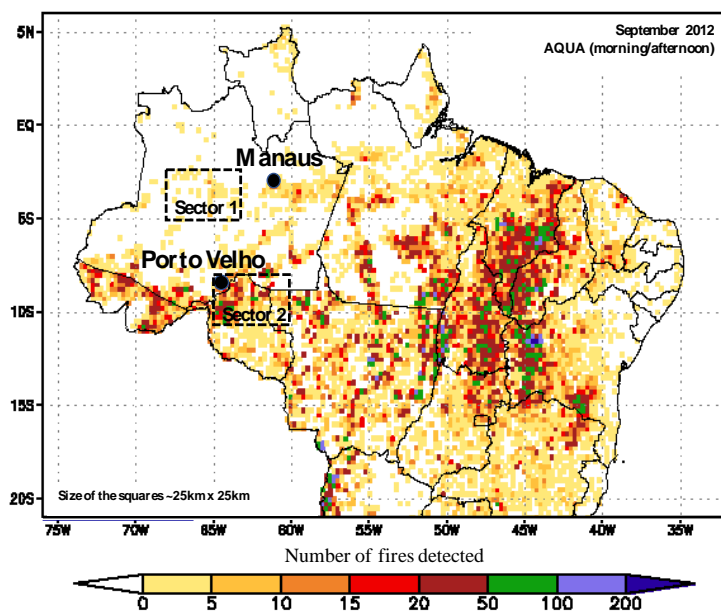 September 2012
AQUA (morning/afternoon)
5N
EQ
Manaus
Sector 1
5S
Porto Velho
10S
Sector 2
15S
Size of the squares ~25km x 25km
20S
75W 70W 65W 60W 55W 50W 45W 40W 35W
Number of fires detected
0 5 10 15 20 50 100 200